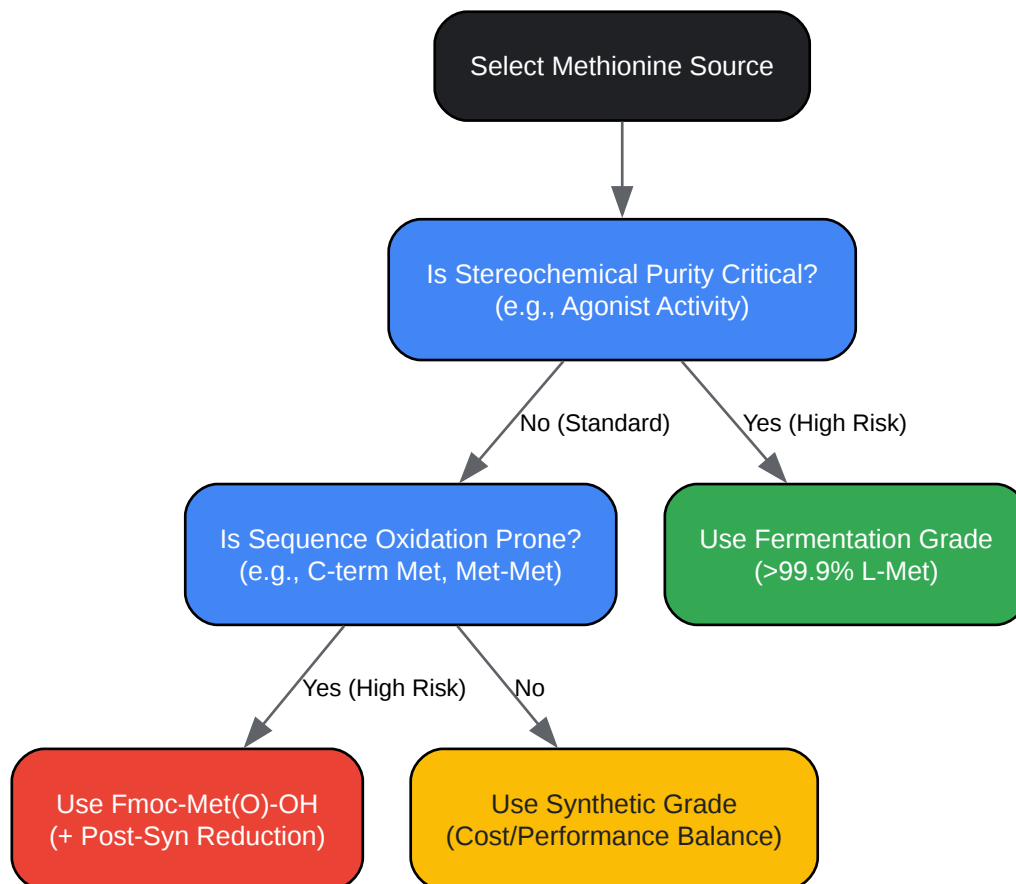 Select Methionine Source
Is Stereochemical Purity Critical?
(e.g., Agonist Activity)
No (Standard)
Yes (High Risk)
Is Sequence Oxidation Prone?
(e.g., C-term Met, Met-Met)
Use Fermentation Grade
(>99.9% L-Met)
Yes (High Risk)
No
Use Fmoc-Met(O)-OH
(+ Post-Syn Reduction)
Use Synthetic Grade
(Cost/Performance Balance)